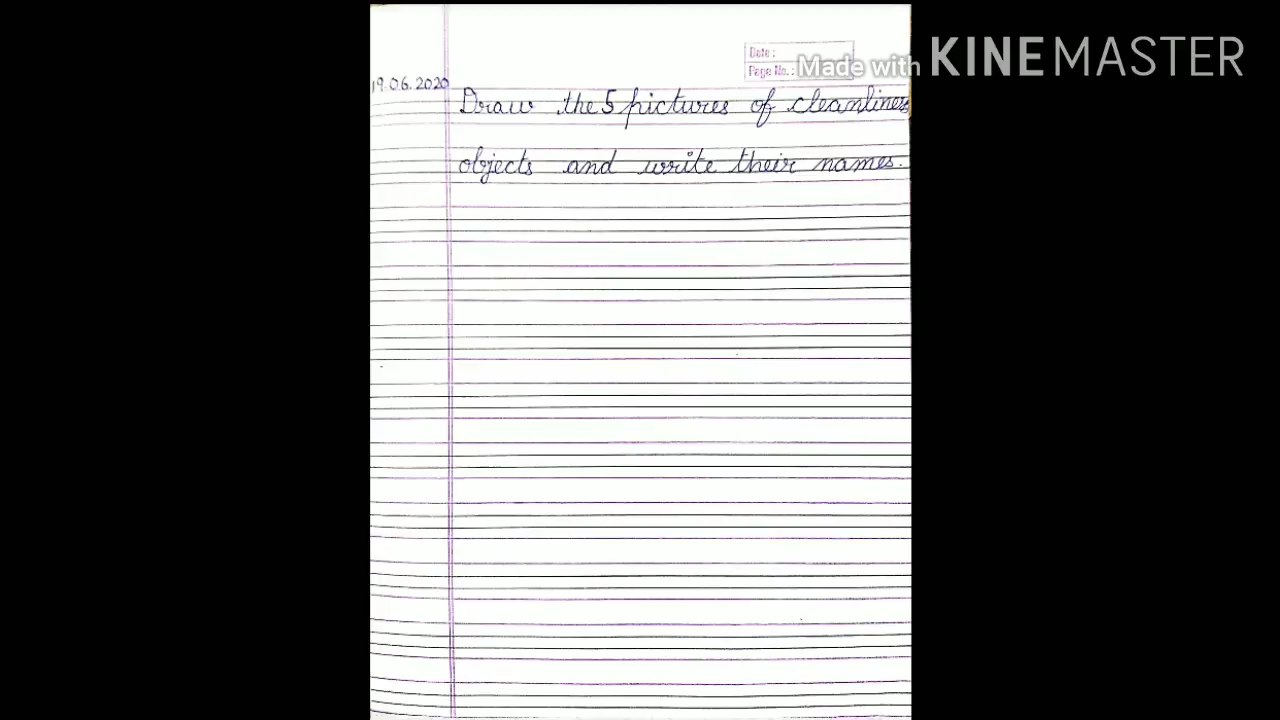 Date :
Page No. :
Made with KINEMASTER
19.06.2020
Draw the 5 pictures of cleanlines
objects and write their names.